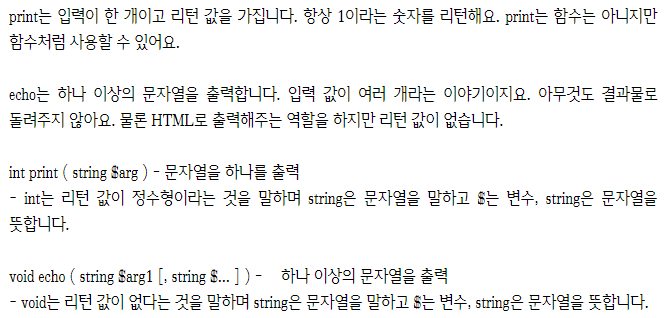 print는 입력이 한 개이고 리턴 값을 가집니다. 항상 1이라는 숫자를 리턴해요. print는 함수는 아니지만
함수처럼 사용할 수 있어요.
echo는 하나 이상의 문자열을 출력합니다. 입력 값이 여러 개라는 이야기이지요. 아무것도 결과물로
돌려주지 않아요. 물론 HTML로 출력해주는 역할을 하지만 리턴 값이 없습니다.
int print ( string $arg ) - 문자열을 하나를 출력
- int는 리턴 값이 정수형이라는 것을 말하며 string은 문자열을 말하고 $는 변수, string은 문자열을
뜻합니다.
void echo ( string $arg1 [, string $... ] ) - 하나 이상의 문자열을 출력
- void는 리턴 값이 없다는 것을 말하며 string은 문자열을 말하고 $는 변수, string은 문자열을 뜻합니다.